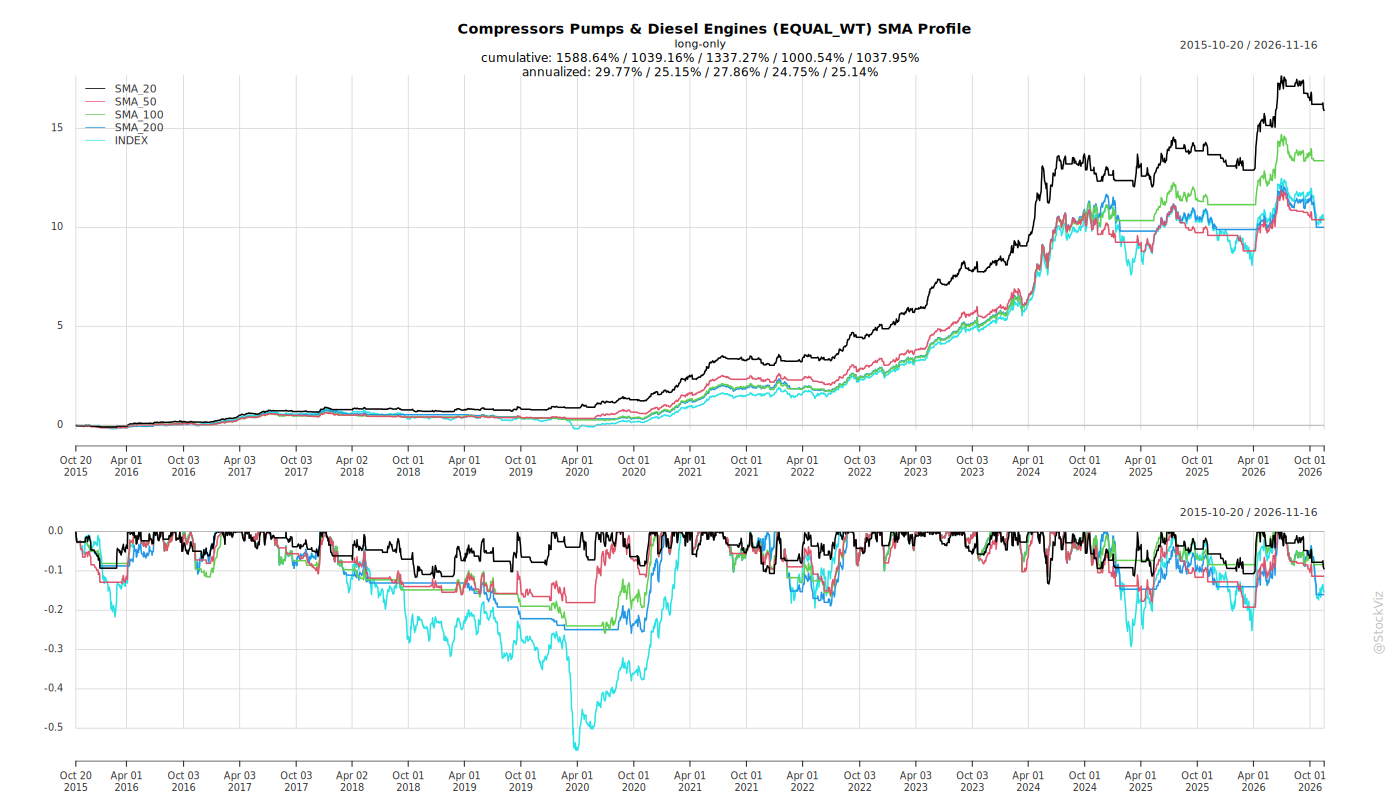 Compressors Pumps & Diesel Engines (EQUAL_WT) SMA Profile
long-only
cumulative: 1588.64% / 1039.16% / 1337.27% / 1000.54% / 1037.95%
annualized: 29.77% / 25.15% / 27.86% / 24.75% / 25.14%
2015-10-20 / 2026-11-16
SMA_20
SMA_50
SMA_100
SMA_200
INDEX
15
10
5
0
Oct 20 Apr 01 Oct 03 Apr 03 Oct 03 Apr 02 Oct 01 Apr 01 Oct 01 Apr 01 Oct 01 Apr 01 Oct 01 Apr 01 Oct 03 Apr 03 Oct 03 Apr 01 Oct 01 Apr 01 Oct 01 Apr 01 Oct 01
2015 2016 2016 2017 2017 2018 2018 2019 2019 2020 2020 2021 2021 2022 2022 2023 2023 2024 2024 2025 2025 2026 2026
2015-10-20 / 2026-11-16
0.0
-0.1
-0.2
-0.3
-0.4
-0.5
Oct 20 Apr 01 Oct 03 Apr 03 Oct 03 Apr 02 Oct 01 Apr 01 Oct 01 Apr 01 Oct 01 Apr 01 Oct 01 Apr 01 Oct 03 Apr 03 Oct 03 Apr 01 Oct 01 Apr 01 Oct 01 Apr 01 Oct 01
2015 2016 2016 2017 2017 2018 2018 2019 2019 2020 2020 2021 2021 2022 2022 2023 2023 2024 2024 2025 2025 2026 2026
@StockViz